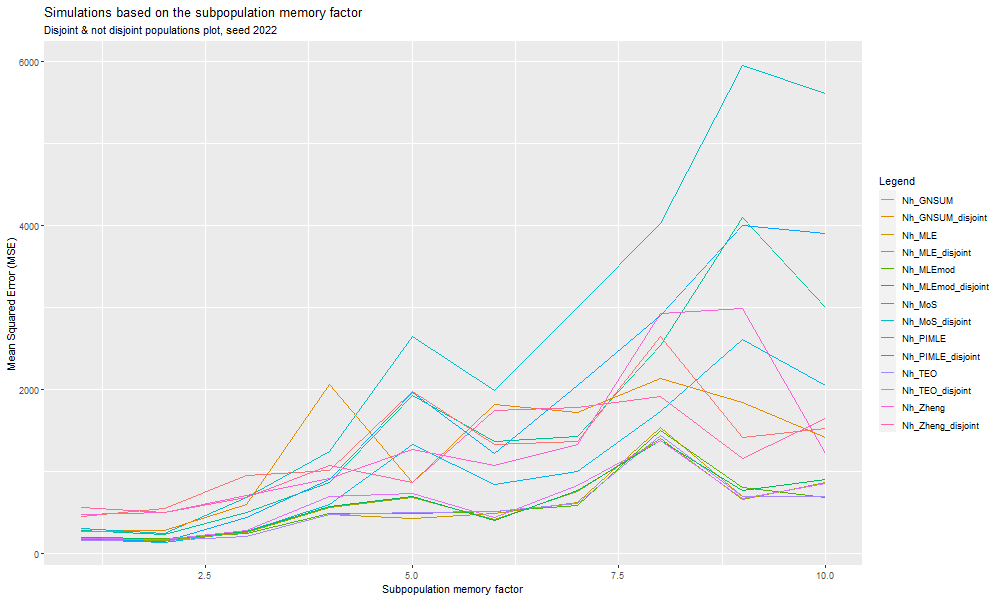 Simulations based on the subpopulation memory factor
Disjoint & not disjoint populations plot, seed 2022
Mean Squared Error (MSE)
6000
4000
2000
0
2.5
5.0
7.5
10.0
Subpopulation memory factor
Legend
Nh_GNSUM
Nh_GNSUM_disjoint
Nh_MLE
Nh_MLE_disjoint
Nh_MLEmod
Nh_MLEmod_disjoint
Nh_MoS
Nh_MoS_disjoint
Nh_PIMLE
Nh_PIMLE_disjoint
Nh_TEO
Nh_TEO_disjoint
Nh_Zheng
Nh_Zheng_disjoint